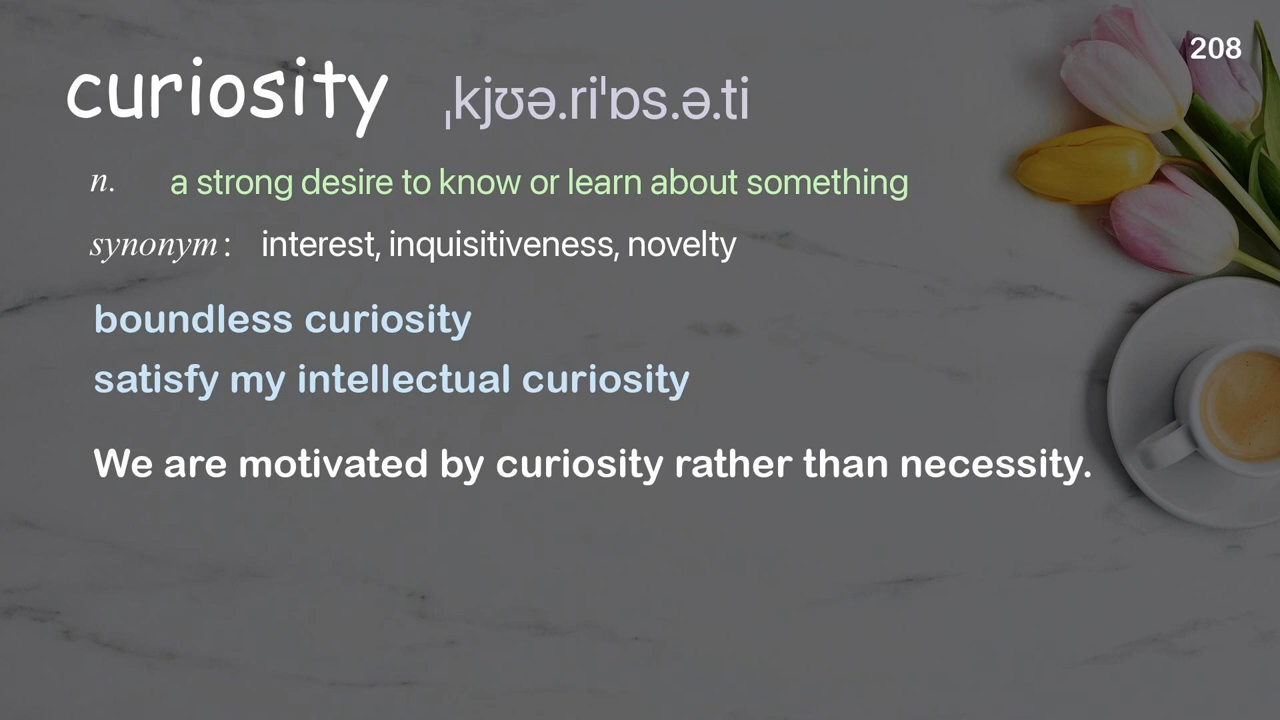 208
curiosity ˌkjʊə.riˈɒs.ə.ti
n. a strong desire to know or learn about something
synonym: interest, inquisitiveness, novelty
boundless curiosity
satisfy my intellectual curiosity
We are motivated by curiosity rather than necessity.